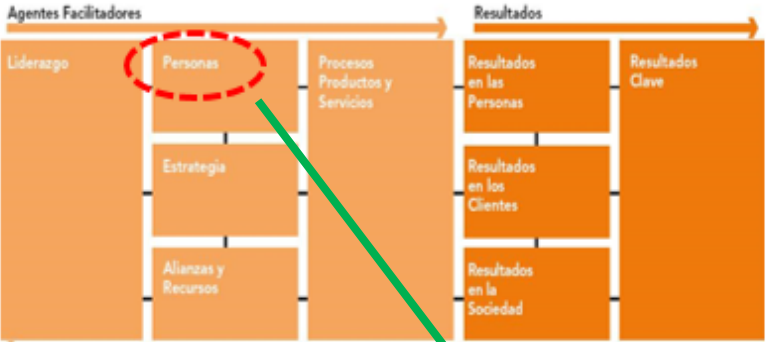 Agentes Facilitadores
Resultados
Liderazgo
Personas
Procesos
Productos y
Servicios
Resultados
en las
Personas
Resultados
Clave
Estrategia
Resultados
en los
Clientes
Alianzas y
Recursos
Resultados
en la
Sociedad